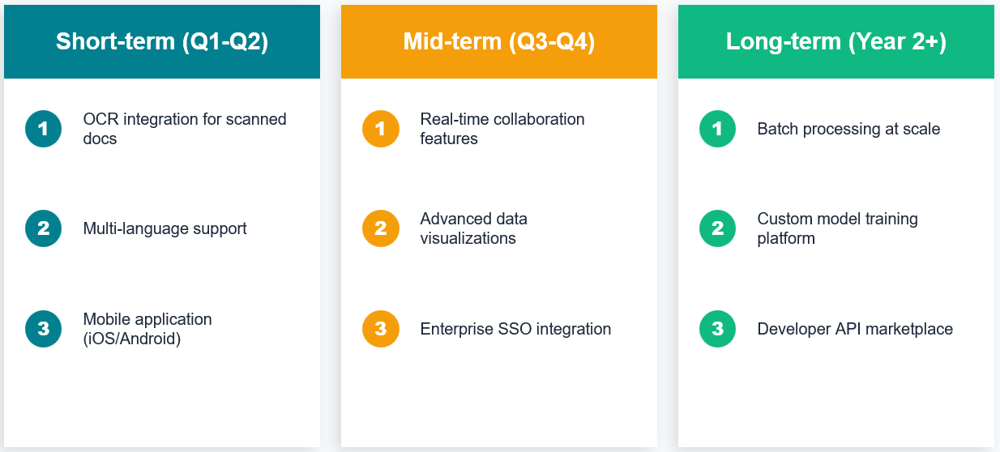 Short-term (Q1-Q2)
1
OCR integration for scanned
docs
2
Multi-language support
3
Mobile application
(iOS/Android)
Mid-term (Q3-Q4)
1
Real-time collaboration
features
2
Advanced data
visualizations
3
Enterprise SSO integration
Long-term (Year 2+)
1
Batch processing at scale
2
Custom model training
platform
3
Developer API marketplace